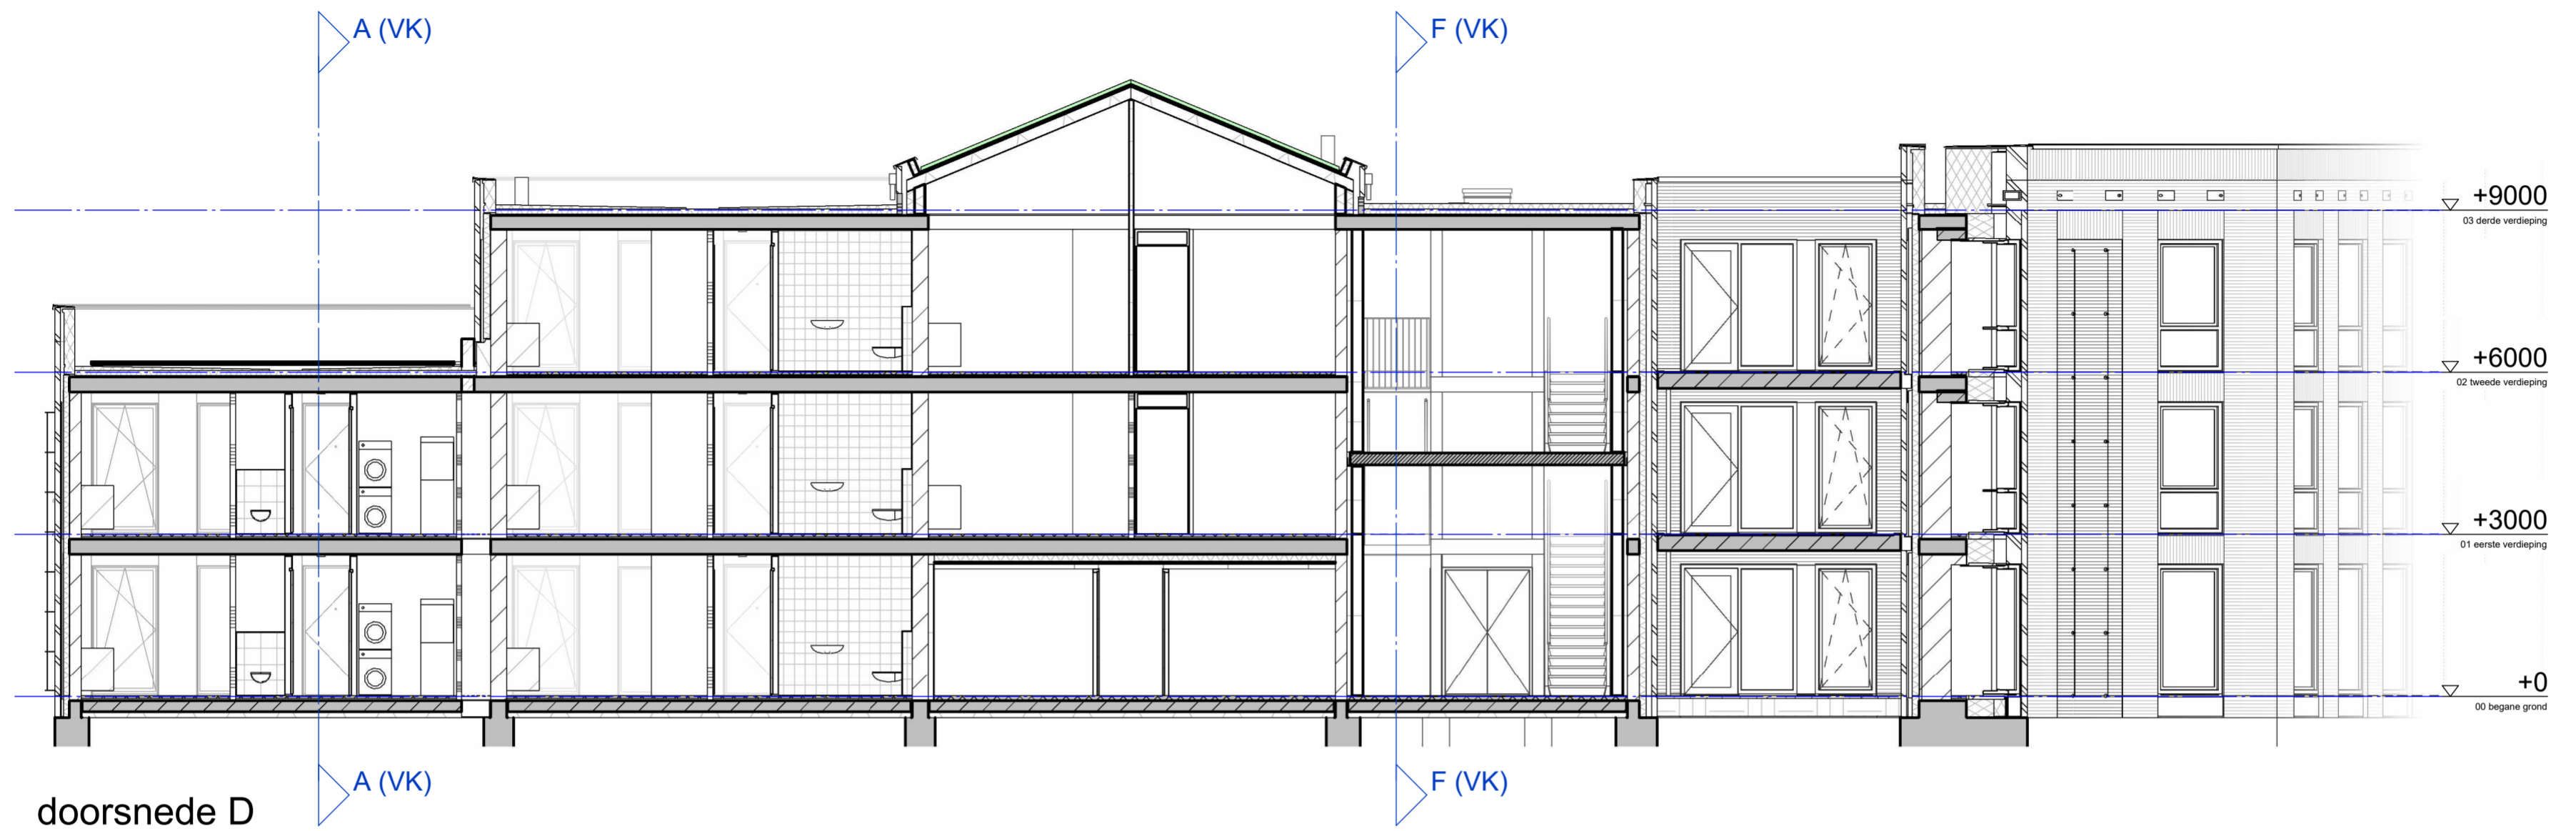 A (VK)
F (VK)
+9000
03 derde verdieping
+6000
02 tweede verdieping
+3000
01 eerste verdieping
+0
00 begane grond
A (VK)
F (VK)
doorsnede D